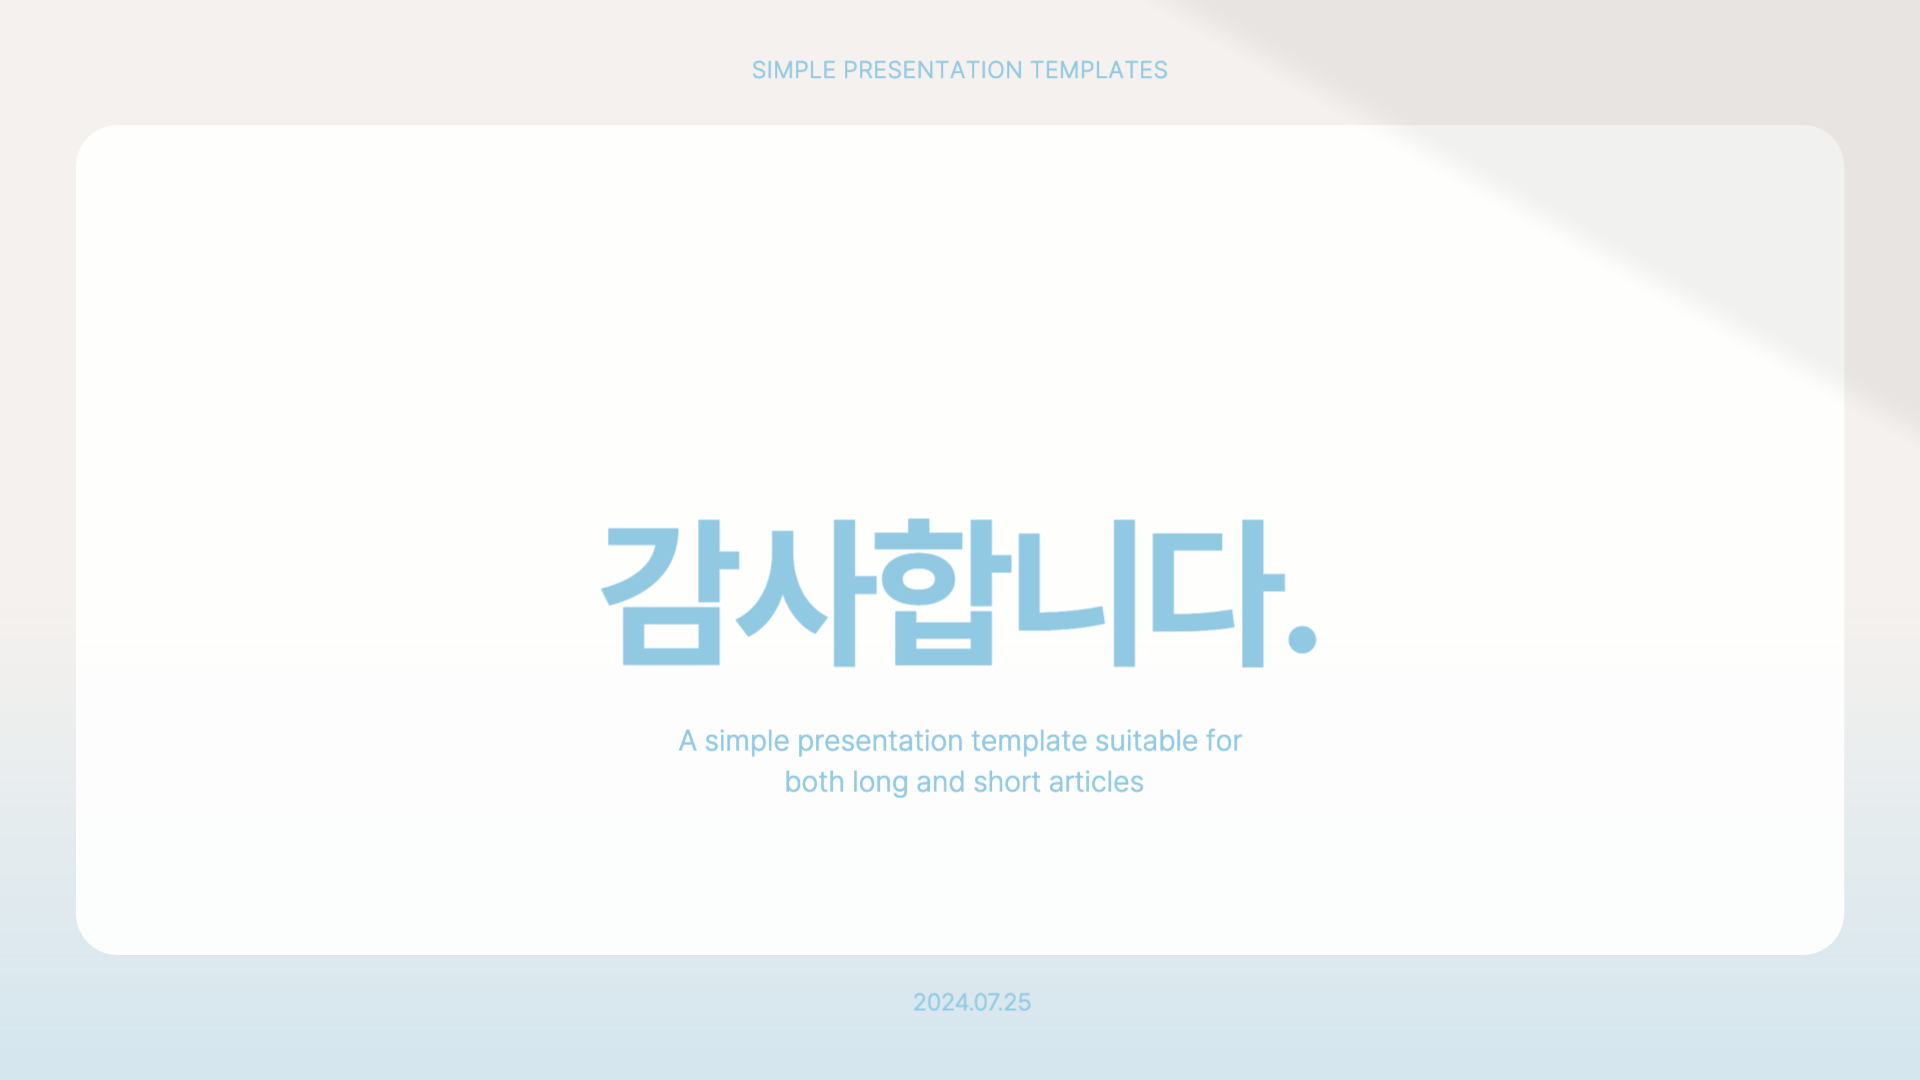 SIMPLE PRESENTATION TEMPLATES
감사합니다.
A simple presentation template suitable for
both long and short articles
2024.07.25